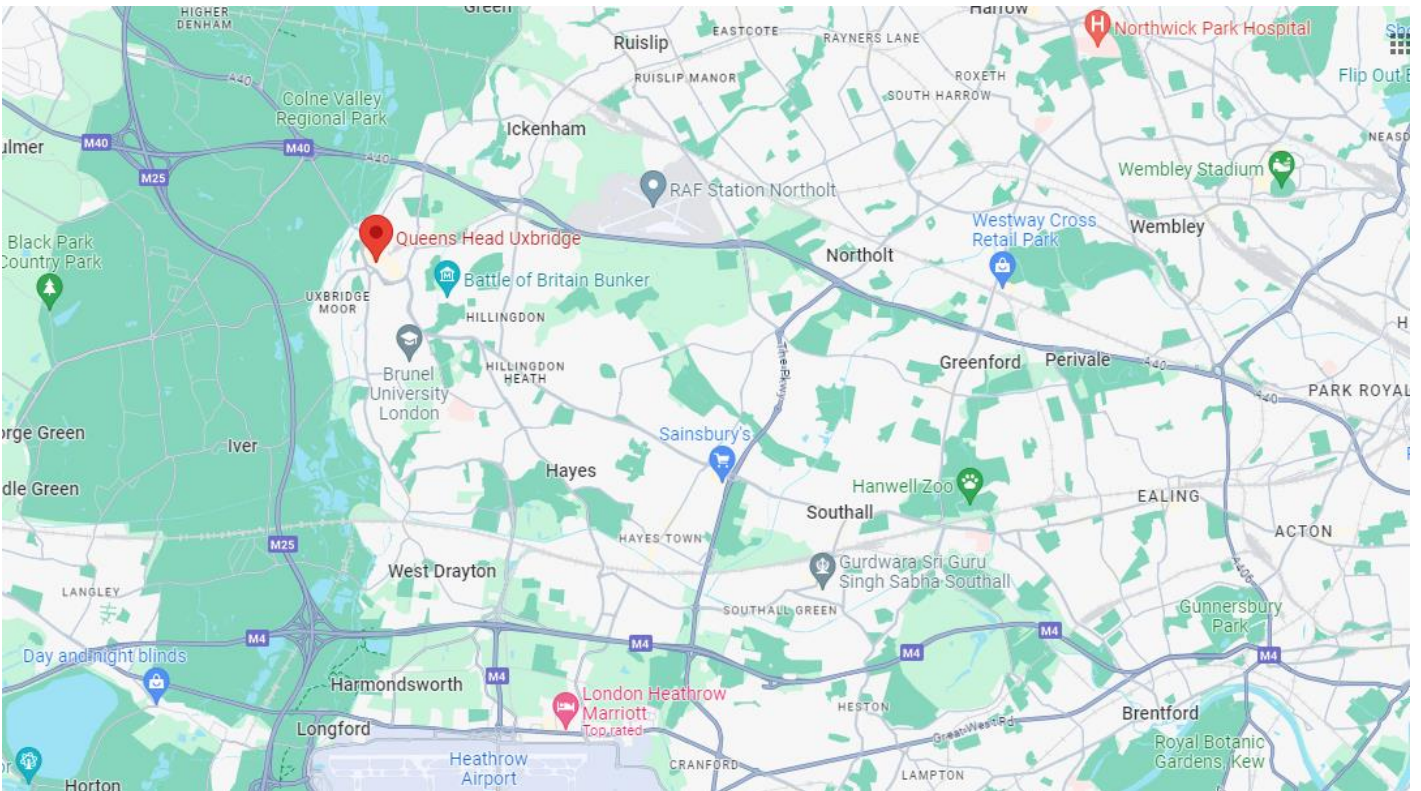 HIGHER
DENHAM
Green
Harrow
Northwick Park Hospital
Ruislip
EASTCOTE
RAYNERS LANE
RUISLIP MANOR
ROXETH
SOUTH HARROW
Flip Out
A40
Colne Valley
Regional Park
Ickenham
M40
M40
A40
ulmer
M25
NEASD
Wembley Stadium
RAF Station Northolt
Westway Cross
Retail Park
Wembley
Black Park
Country Park
Queens Head Uxbridge
Northolt
Battle of Britain Bunker
UXBRIDGE
MOOR
HILLINGDON
H
Brunel
University
London
HILLINGDON
HEATH
The Pkwy
Greenford
Perivale
A40
A40
PARK ROYAL
orge Green
Iver
Sainsbury's
Hayes
dle Green
Hanwell Zoo
EALING
Southall
M25
HAYES TOWN
ACTON
West Drayton
Gurdwara Sri Guru
Singh Sabha Southall
A406
LANGLEY
SOUTHALL GREEN
Gunnersbury
Park
M4
M4
M4
M4
M4
Day and night blinds
M4
Harmondsworth
London Heathrow
Marriott
Top rated
HESTON
Brentford
Longford
Great West Rd
Royal Botanic
Gardens, Kew
Heathrow
Airport
CRANFORD
LAMPTON
Horton